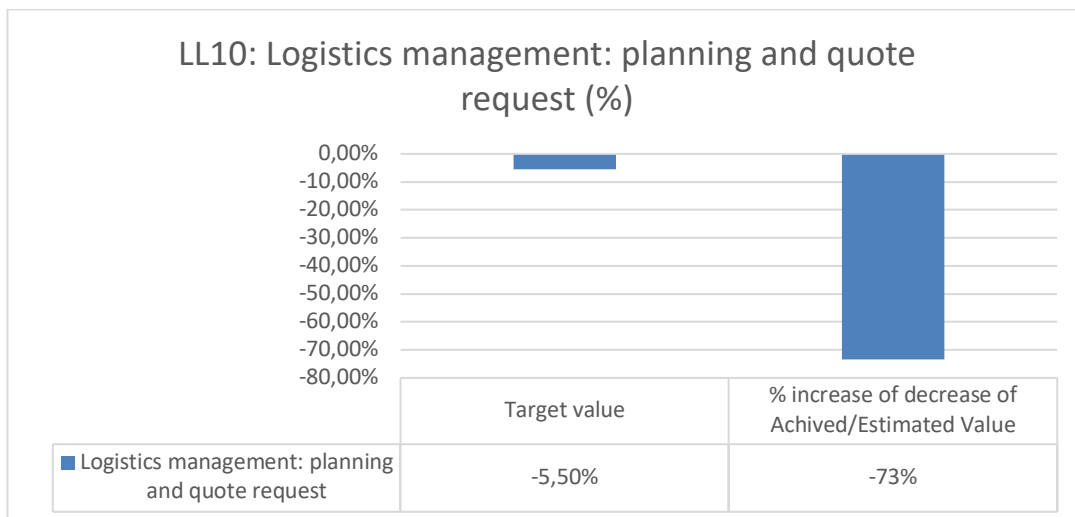 LL10: Logistics management: planning and quote
request (%)
0,00%
-10,00%
-20,00%
-30,00%
-40,00%
-50,00%
-60,00%
-70,00%
-80,00%
Target value
% increase of decrease of
Achived/Estimated Value
Logistics management: planning
and quote request
-5,50%
-73%